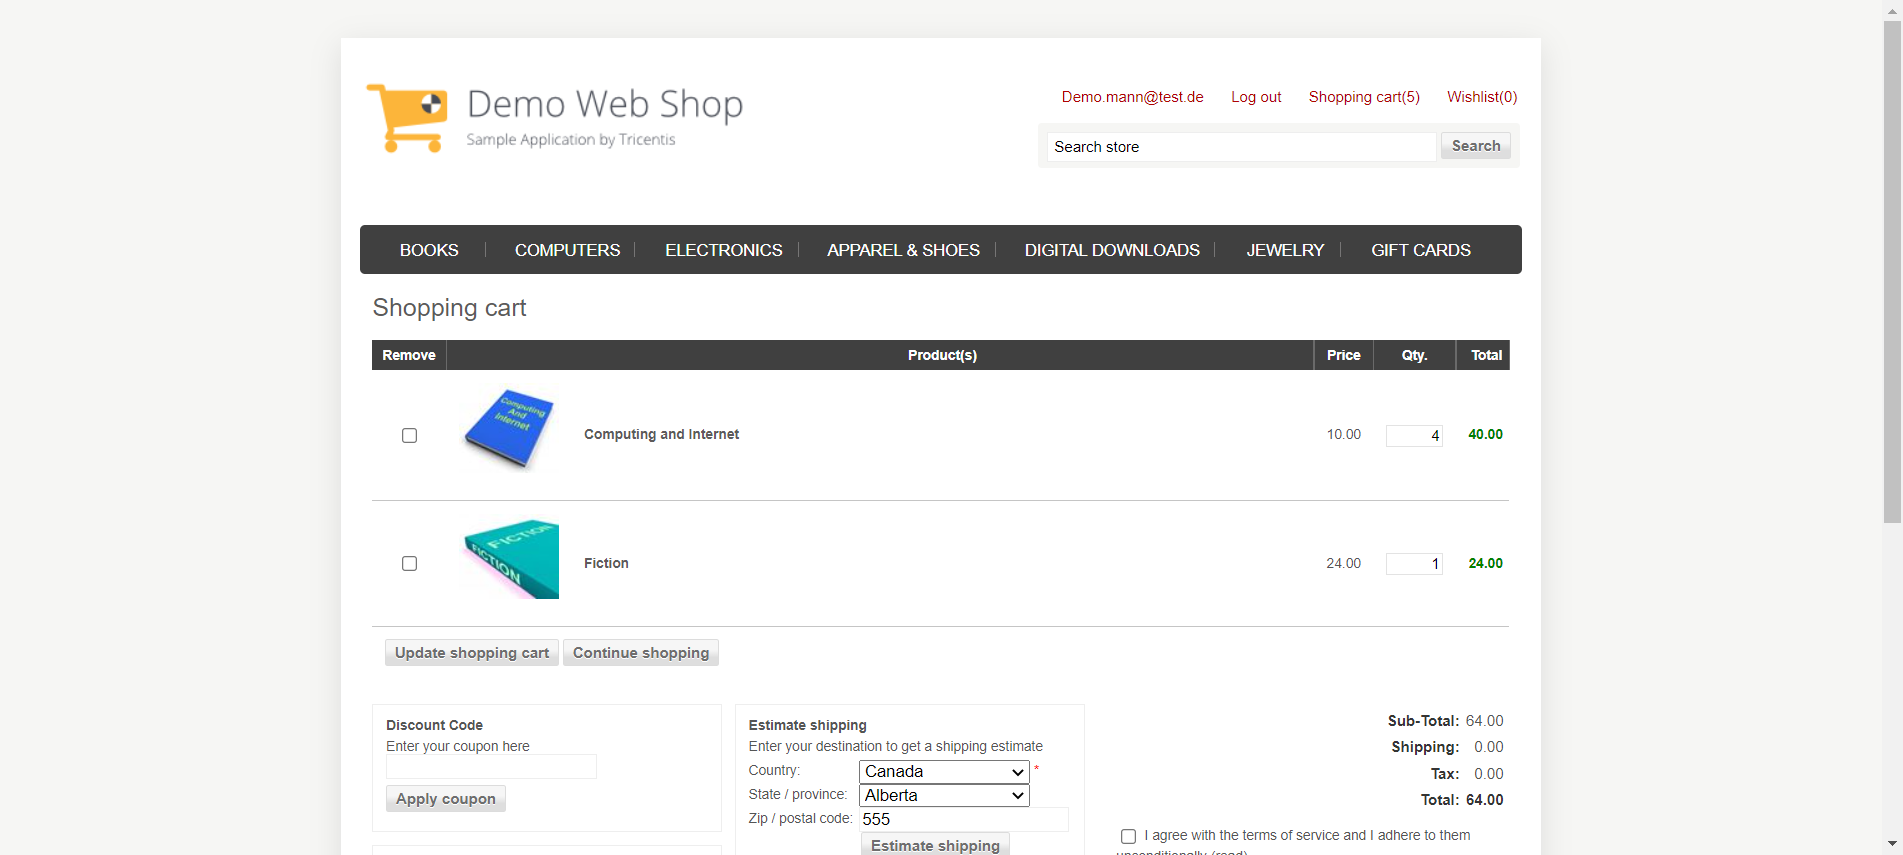 Demo Web Shop
Sample Application by Tricentis
Demo.mann@test.de Log out Shopping cart(5) Wishlist(0)
Search store Search
BOOKS COMPUTERS ELECTRONICS APPAREL & SHOES DIGITAL DOWNLOADS JEWELRY GIFT CARDS
Shopping cart
Remove Product(s) Price Qty. Total
Computing And Internet
Computing and Internet 10.00 4 40.00
FICTION
FICTION
Fiction 24.00 1 24.00
Update shopping cart Continue shopping
Discount Code
Enter your coupon here
Apply coupon
Estimate shipping
Enter your destination to get a shipping estimate
Country: Canada *
State / province: Alberta
Zip / postal code: 555
Estimate shipping
Sub-Total: 64.00
Shipping: 0.00
Tax: 0.00
Total: 64.00
I agree with the terms of service and I adhere to them
unconditionally (read)